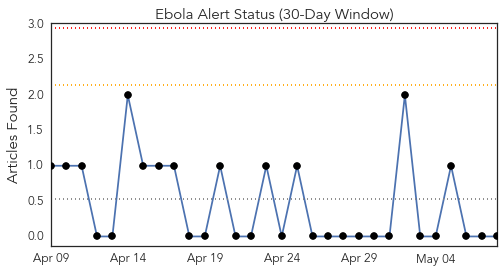 Ebola Alert Status (30-Day Window)
Articles Found
3.0
2.5
2.0
1.5
1.0
0.5
0.0
Apr 09 Apr 14 Apr 19 Apr 24 Apr 29 May 04